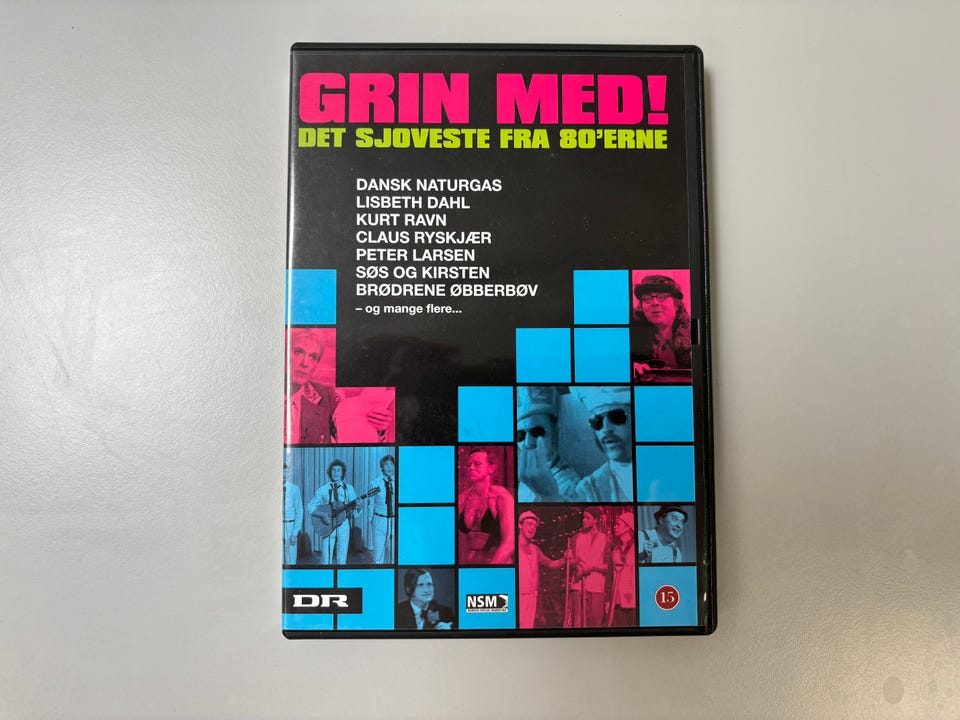 GRIN MED!
DET SJOVESTE FRA 80'ERNE
DANSK NATURGAS
LISBETH DAHL
KURT RAVN
CLAUS RYSKJÆR
PETER LARSEN
SØS OG KIRSTEN
BRØDRENE ØBBERBØV
– og mange flere...
DR
NSM
15